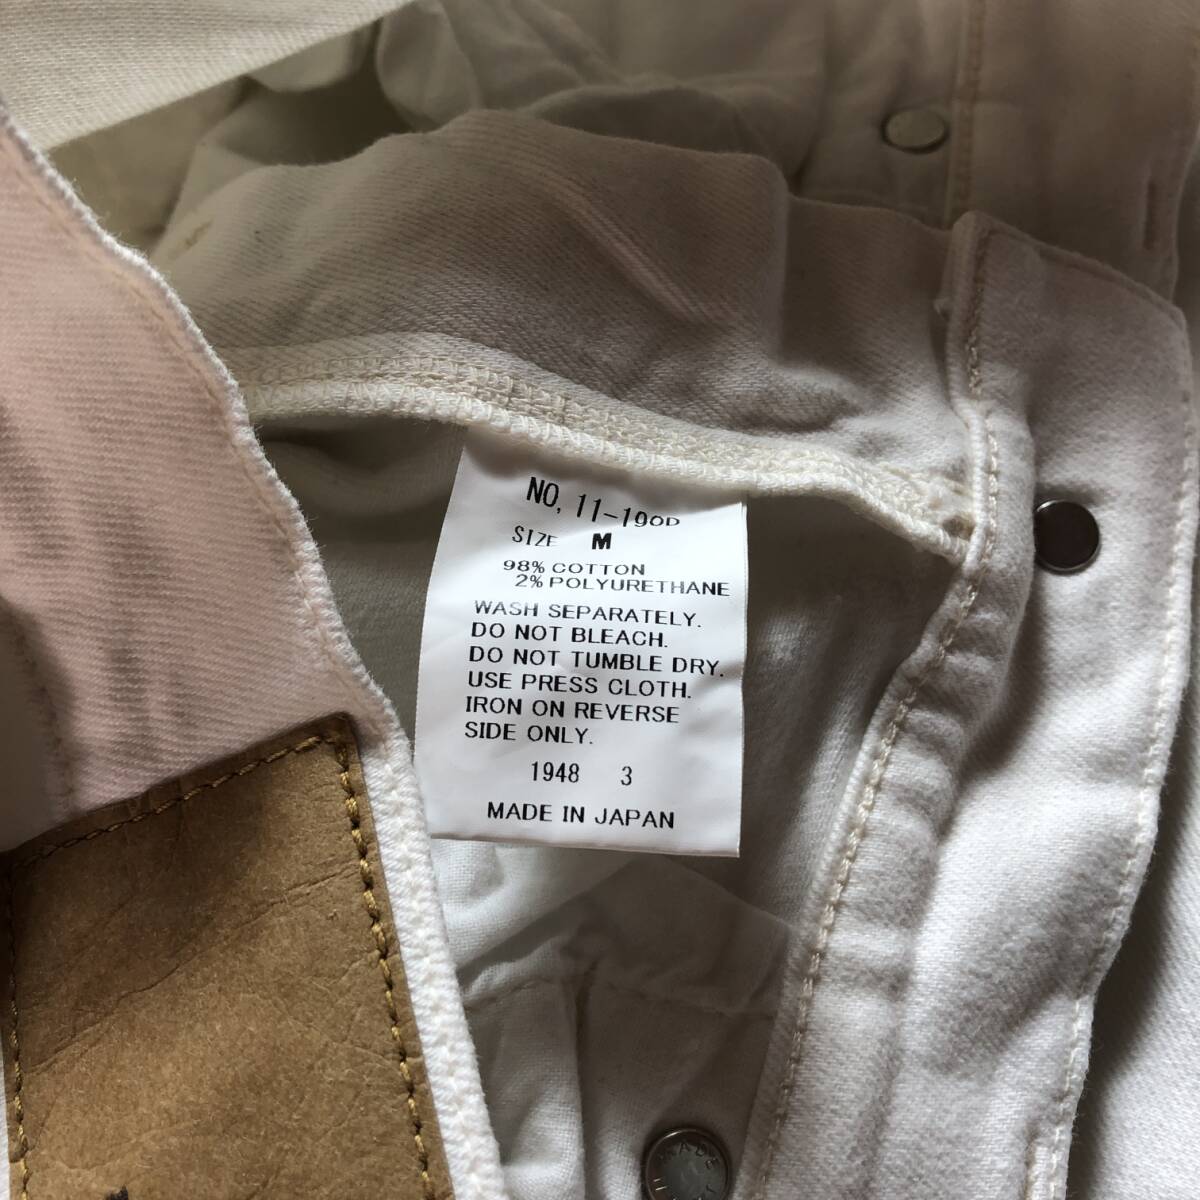 NO, 11-190D
SIZE M
98% COTTON
2% POLYURETHANE
WASH SEPARATELY.
DO NOT BLEACH.
DO NOT TUMBLE DRY.
USE PRESS CLOTH.
IRON ON REVERSE
SIDE ONLY.
1948 3
MADE IN JAPAN
MADE